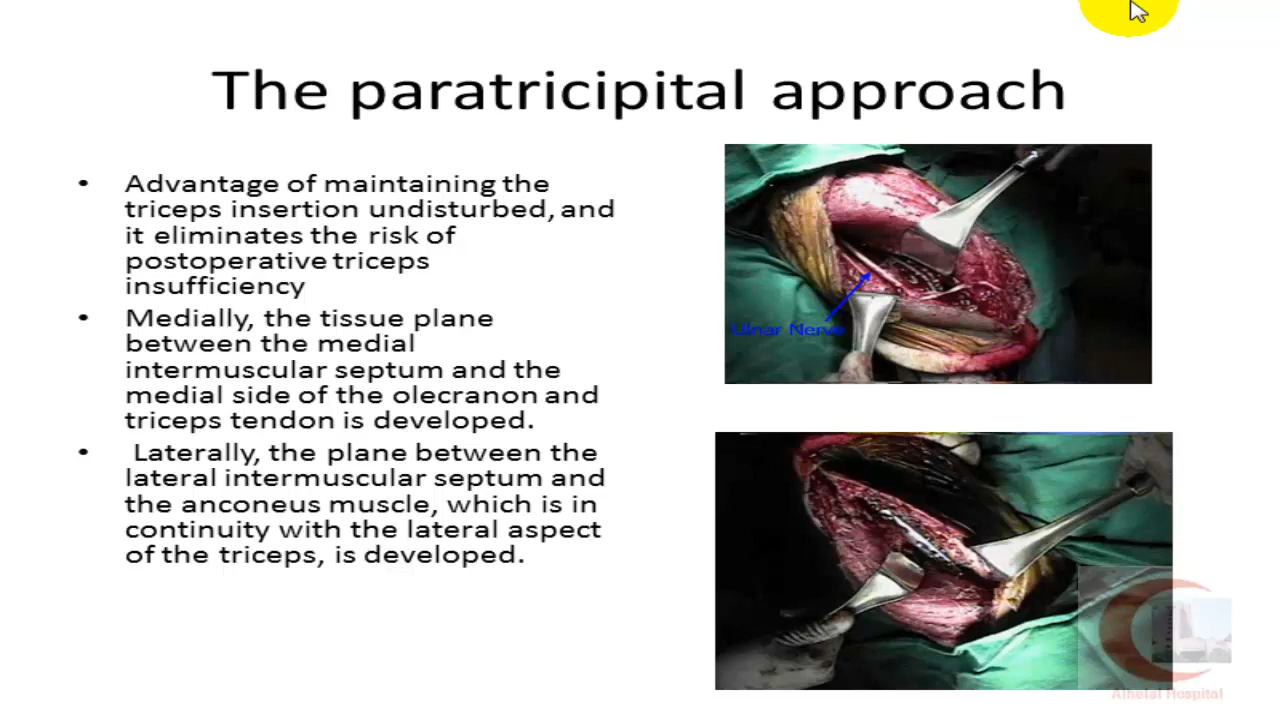 The paratricipital approach
• Advantage of maintaining the
triceps insertion undisturbed, and
it eliminates the risk of
postoperative triceps
insufficiency
• Medially, the tissue plane
between the medial
intermuscular septum and the
medial side of the olecranon and
triceps tendon is developed.
• Laterally, the plane between the
lateral intermuscular septum and
the anconeus muscle, which is in
continuity with the lateral aspect
of the triceps, is developed.
Ulnar Nerve
Alhelal Hospital